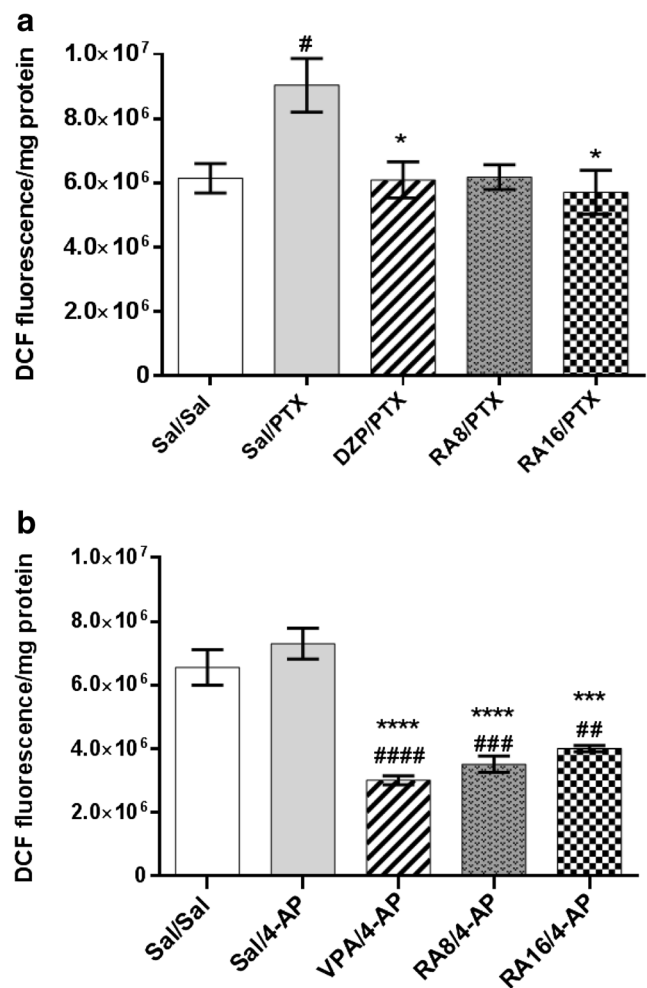 a
DCF fluorescence/mg protein
1.0×10⁷
8.0×10⁶
6.0×10⁶
4.0×10⁶
2.0×10⁶
0
#
*
*
Sal/Sal
Sal/PTX
DZP/PTX
RA8/PTX
RA16/PTX
b
DCF fluorescence/mg protein
1.0×10⁷
8.0×10⁶
6.0×10⁶
4.0×10⁶
2.0×10⁶
0
****
####
****
###
***
##
Sal/Sal
Sal/4-AP
VPA/4-AP
RA8/4-AP
RA16/4-AP